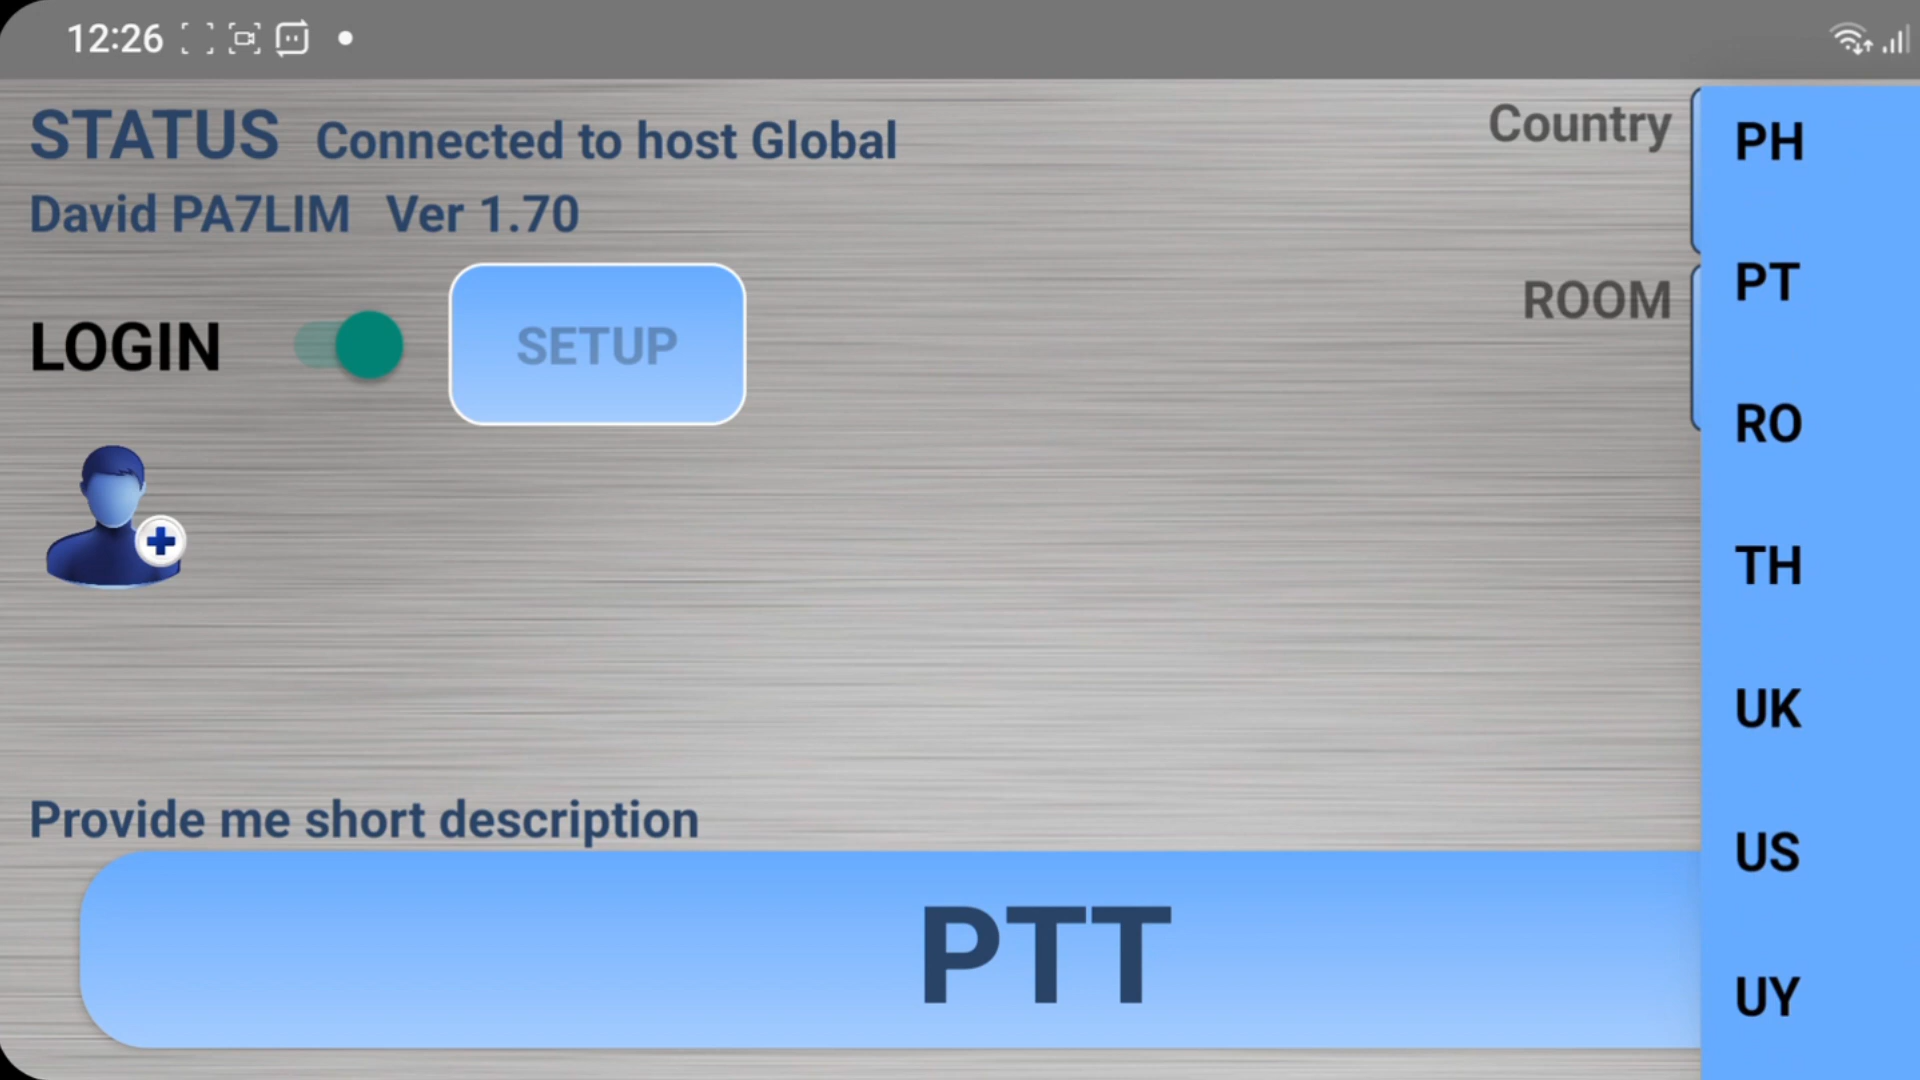 12:26
STATUS Connected to host Global
David PA7LIM Ver 1.70
LOGIN
SETUP
Provide me short description
PTT
Country
ROOM
PH
PT
RO
TH
UK
US
UY